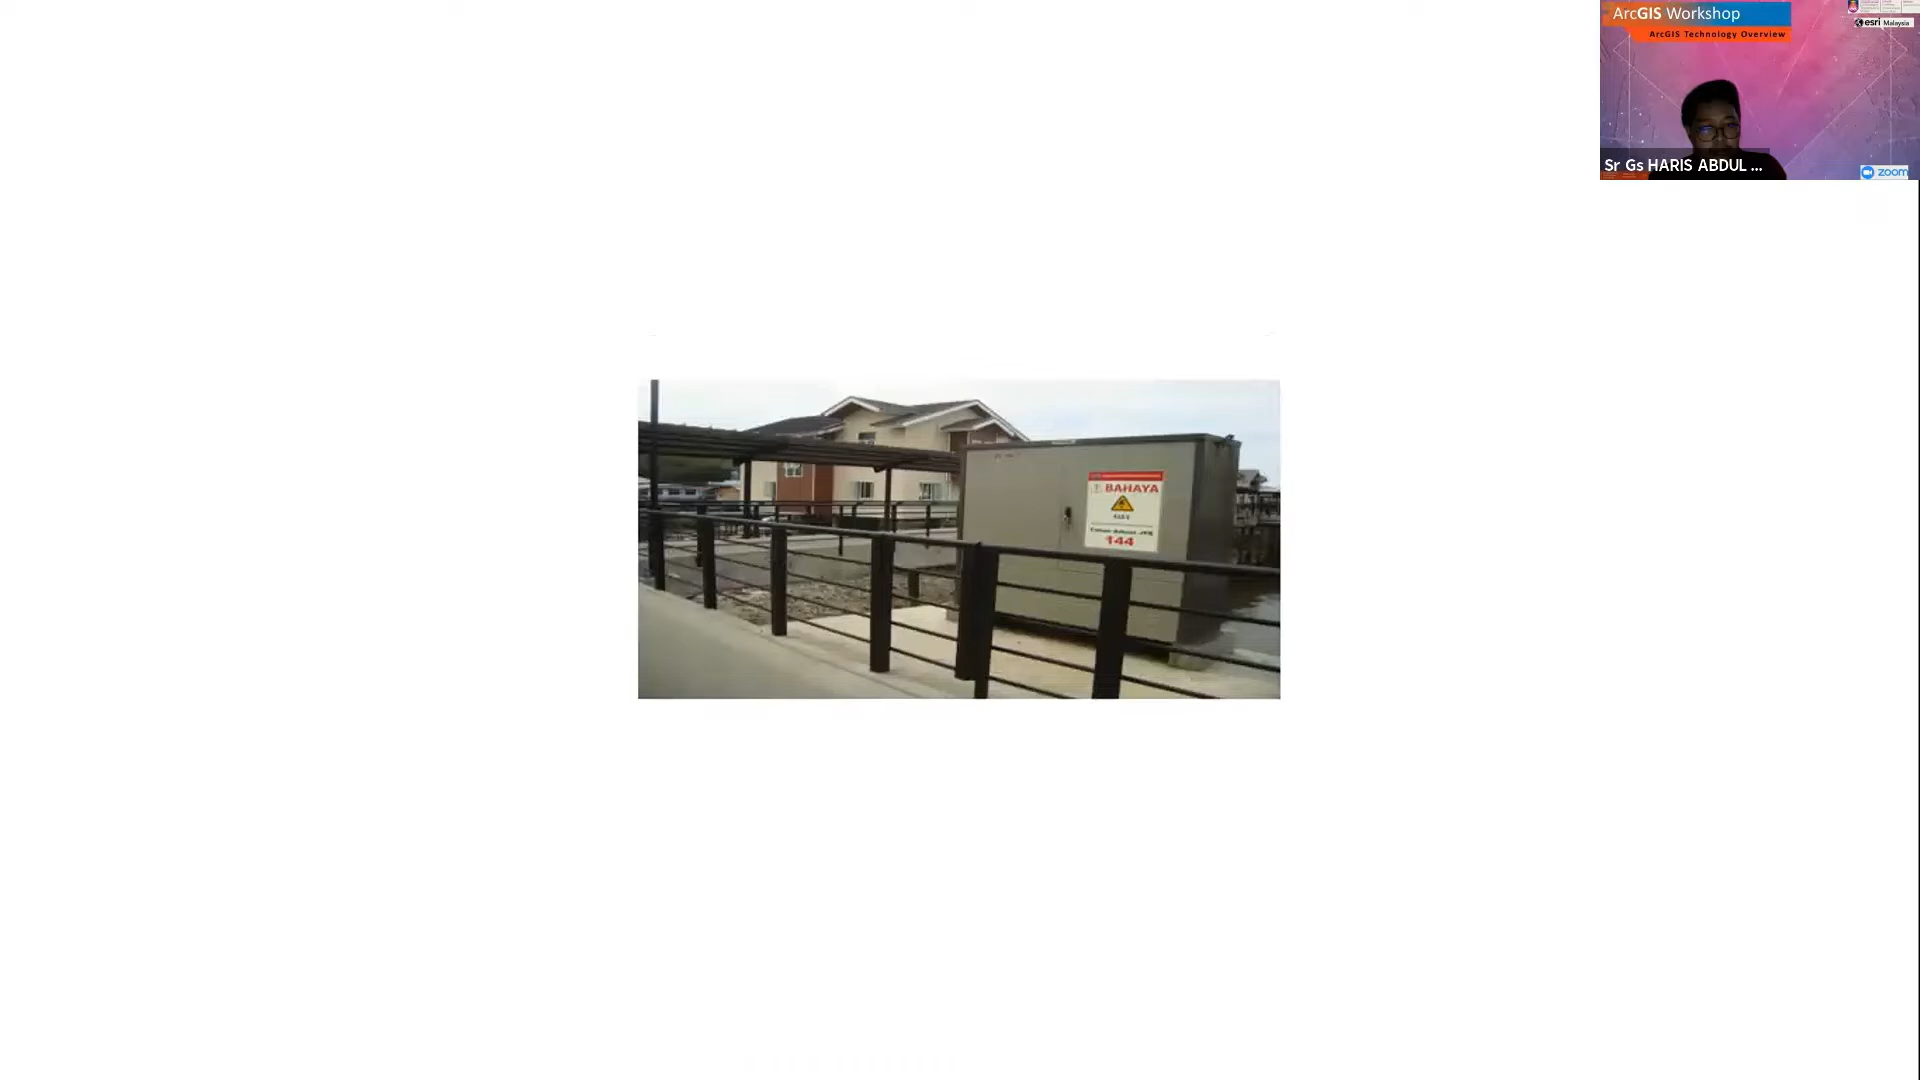 ArcGIS Workshop
ArcGIS Technology Overview
esri Malaysia
Sr Gs HARIS ABDUL ...
zoom
BAHAYA
144